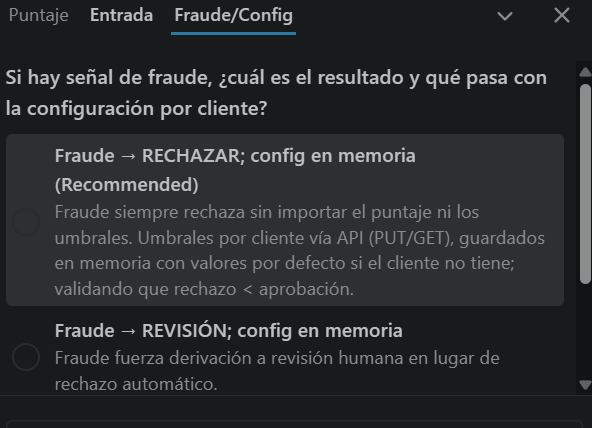 Puntaje Entrada Fraude/Config
Si hay señal de fraude, ¿cuál es el resultado y qué pasa con
la configuración por cliente?
Fraude → RECHAZAR; config en memoria
(Recommended)
Fraude siempre rechaza sin importar el puntaje ni los
umbrales. Umbrales por cliente vía API (PUT/GET), guardados
en memoria con valores por defecto si el cliente no tiene;
validando que rechazo < aprobación.
Fraude → REVISIÓN; config en memoria
Fraude fuerza derivación a revisión humana en lugar de
rechazo automático.